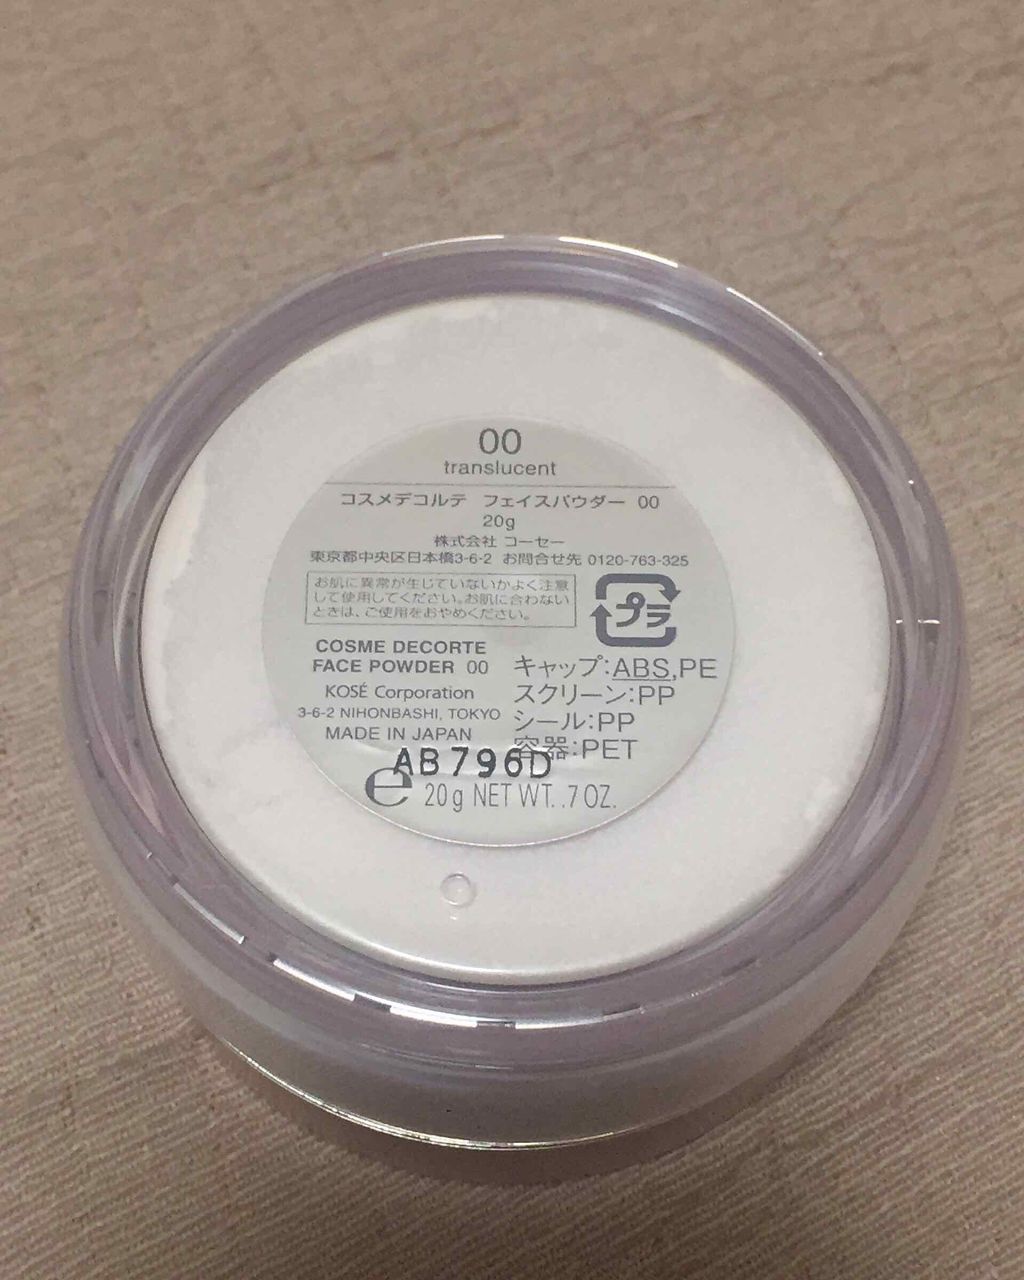 00
translucent
コスメデコルテ フェイスパウダー 00
20g
株式会社 コーセー
東京都中央区日本橋3-6-2 お問合せ先 0120-763-325
お肌に異常が生じていないかよく注意
して使用してください。お肌に合わない
ときは、ご使用をおやめください。
プラ
COSME DECORTE
FACE POWDER 00
KOSÉ Corporation
3-6-2 NIHONBASHI, TOKYO
MADE IN JAPAN
キャップ:ABS,PE
スクリーン:PP
シール:PP
容器:PET
AB796D
e 20g NET WT. .7 OZ.